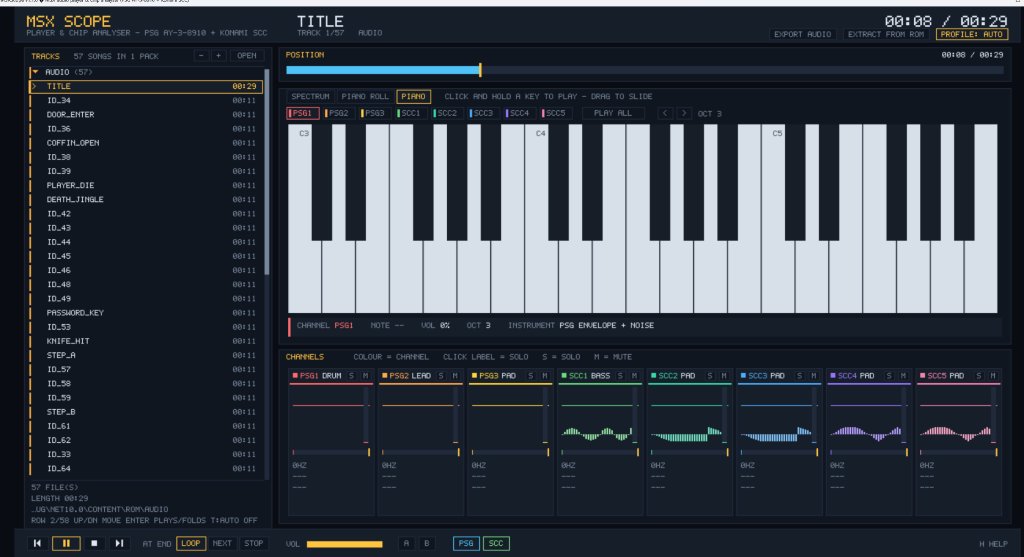 MSX SCOPE
PLAYER & CHIP ANALYSER - PSG AY-3-8910 + KONAMI SCC
TITLE
TRACK 1/57 AUDIO
00:08 / 00:29
EXPORT AUDIO EXTRACT FROM ROM PROFILE: AUTO
TRACKS 57 SONGS IN 1 PACK - + OPEN
AUDIO (57)
TITLE 00:29
ID_34 00:11
DOOR_ENTER 00:11
ID_36 00:11
COFFIN_OPEN 00:11
ID_38 00:11
ID_39 00:11
PLAYER_DIE 00:11
DEATH_JINGLE 00:11
ID_42 00:11
ID_43 00:11
ID_44 00:11
ID_45 00:11
ID_46 00:11
ID_48 00:11
ID_49 00:11
PASSWORD_KEY 00:11
ID_53 00:11
KNIFE_HIT 00:11
STEP_A 00:11
ID_57 00:11
ID_58 00:11
ID_59 00:11
STEP_B 00:11
ID_61 00:11
ID_62 00:11
ID_33 00:11
ID_64 00:11
57 FILE(S)
LENGTH 00:29
…UG\NET10.0\CONTENT\ROM\AUDIO
ROW 2/58 UP/DN MOVE ENTER PLAYS/FOLDS T:AUTO OFF
POSITION 00:08 / 00:29
SPECTRUM PIANO ROLL PIANO CLICK AND HOLD A KEY TO PLAY - DRAG TO SLIDE
PSG1 PSG2 PSG3 SCC1 SCC2 SCC3 SCC4 SCC5 PLAY ALL < > OCT 3
C3 C4 C5
CHANNEL PSG1 NOTE -- VOL 0% OCT 3 INSTRUMENT PSG ENVELOPE + NOISE
CHANNELS COLOUR = CHANNEL CLICK LABEL = SOLO S = SOLO M = MUTE
PSG1 DRUM S M PSG2 LEAD S M PSG3 PAD S M SCC1 BASS S M SCC2 PAD S M SCC3 PAD S M SCC4 PAD S M SCC5 PAD S M
0HZ 0HZ 0HZ 0HZ 0HZ 0HZ 0HZ 0HZ
--- --- --- --- --- --- --- ---
--- --- --- --- --- --- --- ---
AT END LOOP NEXT STOP VOL A B PSG SCC H HELP